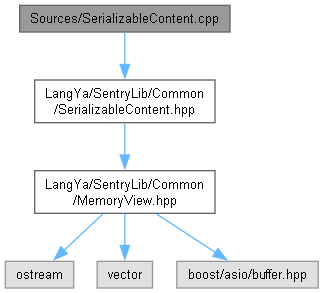 Sources/SerializableContent.cpp
LangYa/SentryLib/Common
/SerializableContent.hpp
LangYa/SentryLib/Common
/MemoryView.hpp
ostream
vector
boost/asio/buffer.hpp